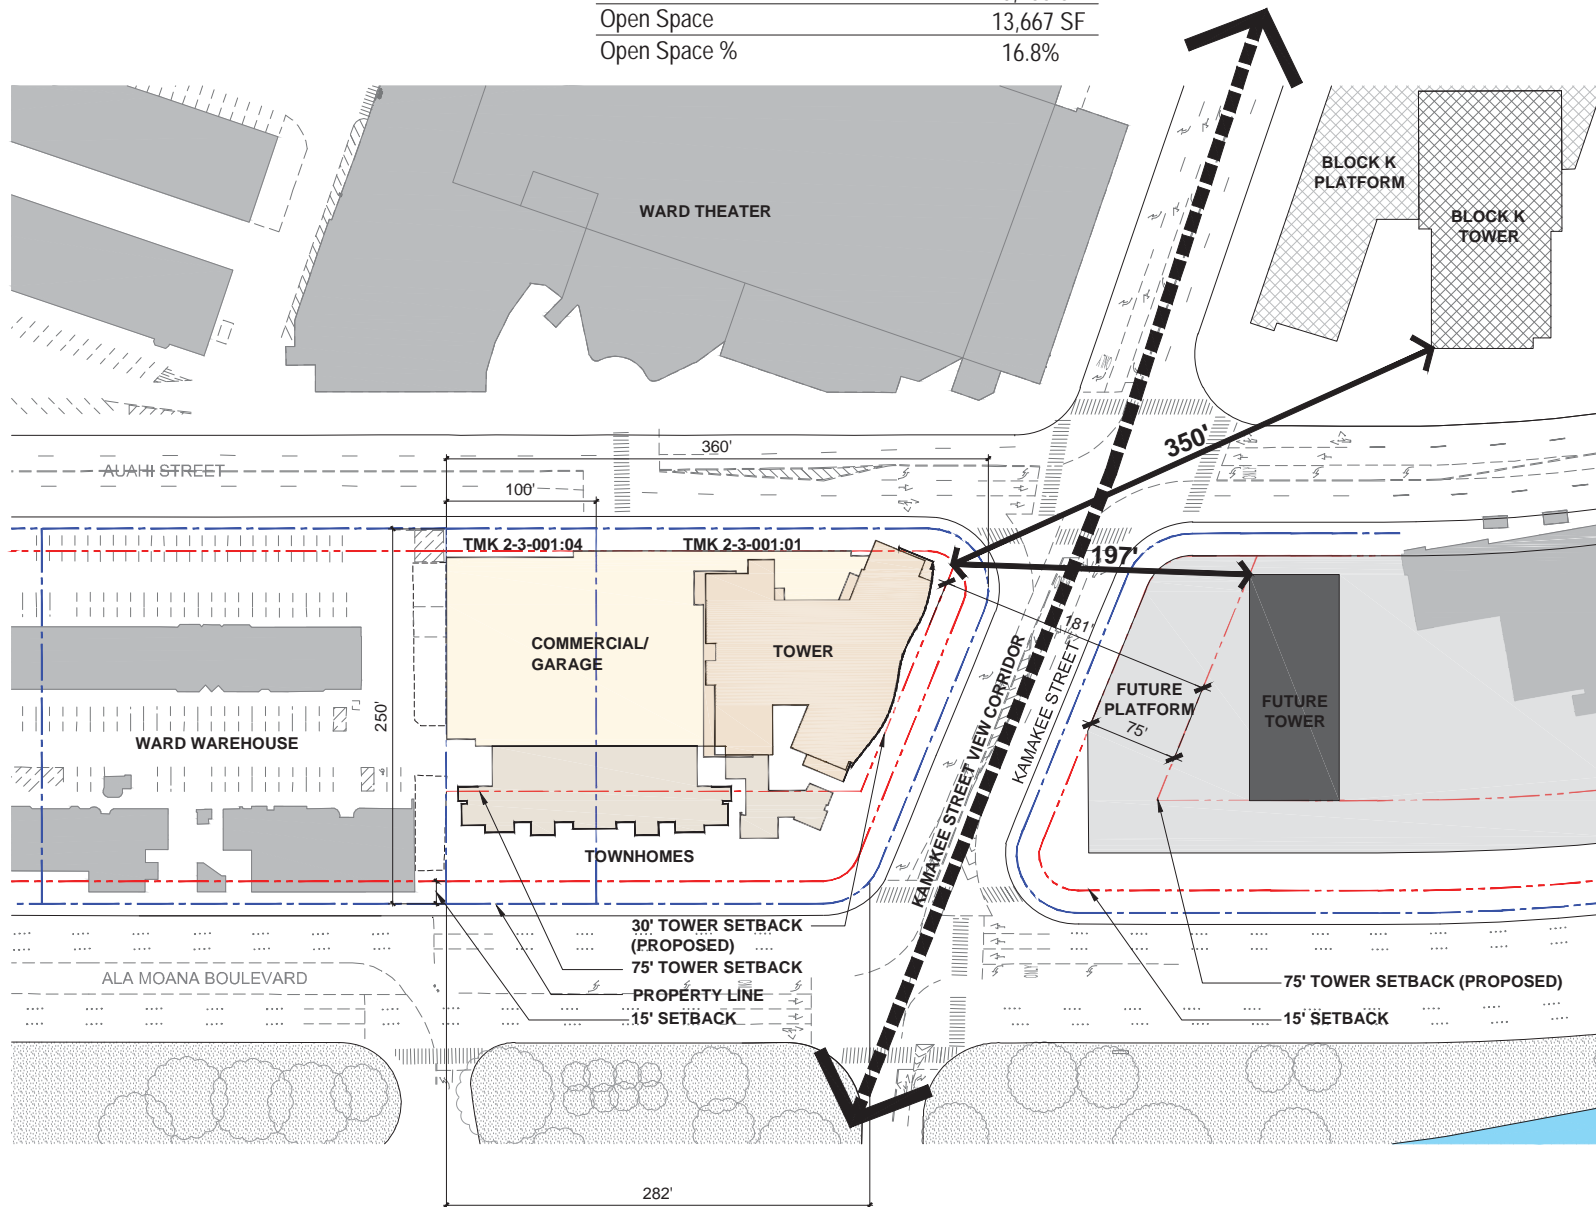 Open Space 13,667 SF
Open Space % 16.8%
WARD THEATER
BLOCK K
PLATFORM
BLOCK K
TOWER
350'
360'
AUAHI STREET
100'
TMK 2-3-001:04
TMK 2-3-001:01
197'
181'
COMMERCIAL/
GARAGE
TOWER
KAMAKEE STREET VIEW CORRIDOR
KAMAKEE STREET
FUTURE
PLATFORM
75'
FUTURE
TOWER
250'
WARD WAREHOUSE
TOWNHOMES
30' TOWER SETBACK
(PROPOSED)
75' TOWER SETBACK
PROPERTY LINE
15' SETBACK
ALA MOANA BOULEVARD
75' TOWER SETBACK (PROPOSED)
15' SETBACK
282'